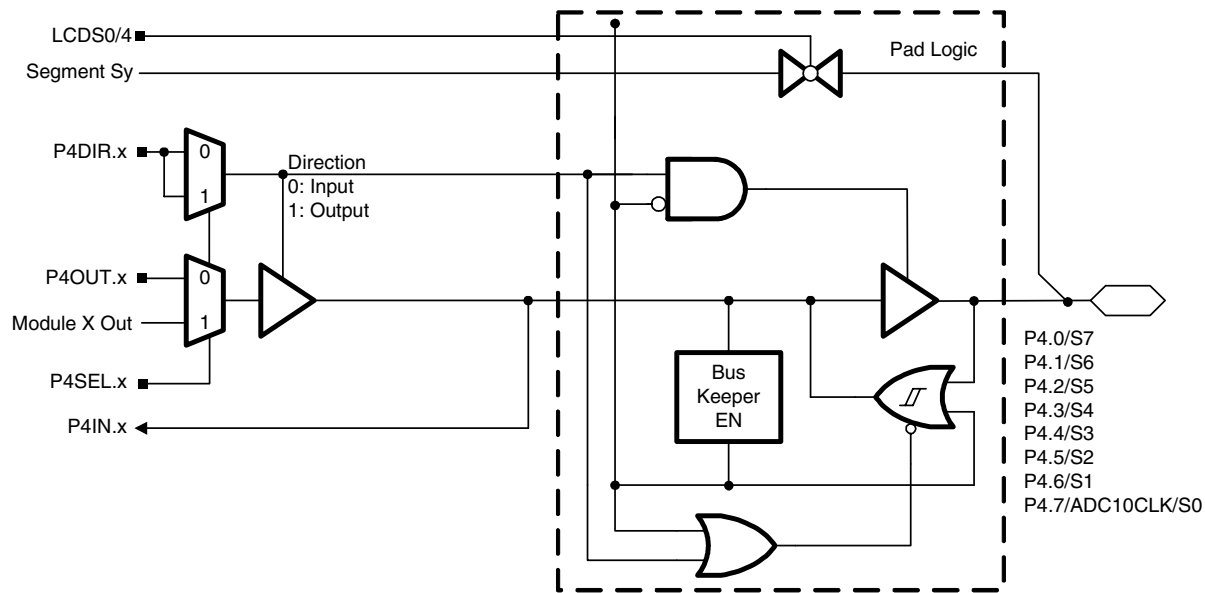 LCDS0/4
Segment Sy
Pad Logic
P4DIR.x
0
1
Direction
0: Input
1: Output
P4OUT.x
0
Module X Out
1
P4SEL.x
P4IN.x
Bus
Keeper
EN
P4.0/S7
P4.1/S6
P4.2/S5
P4.3/S4
P4.4/S3
P4.5/S2
P4.6/S1
P4.7/ADC10CLK/S0